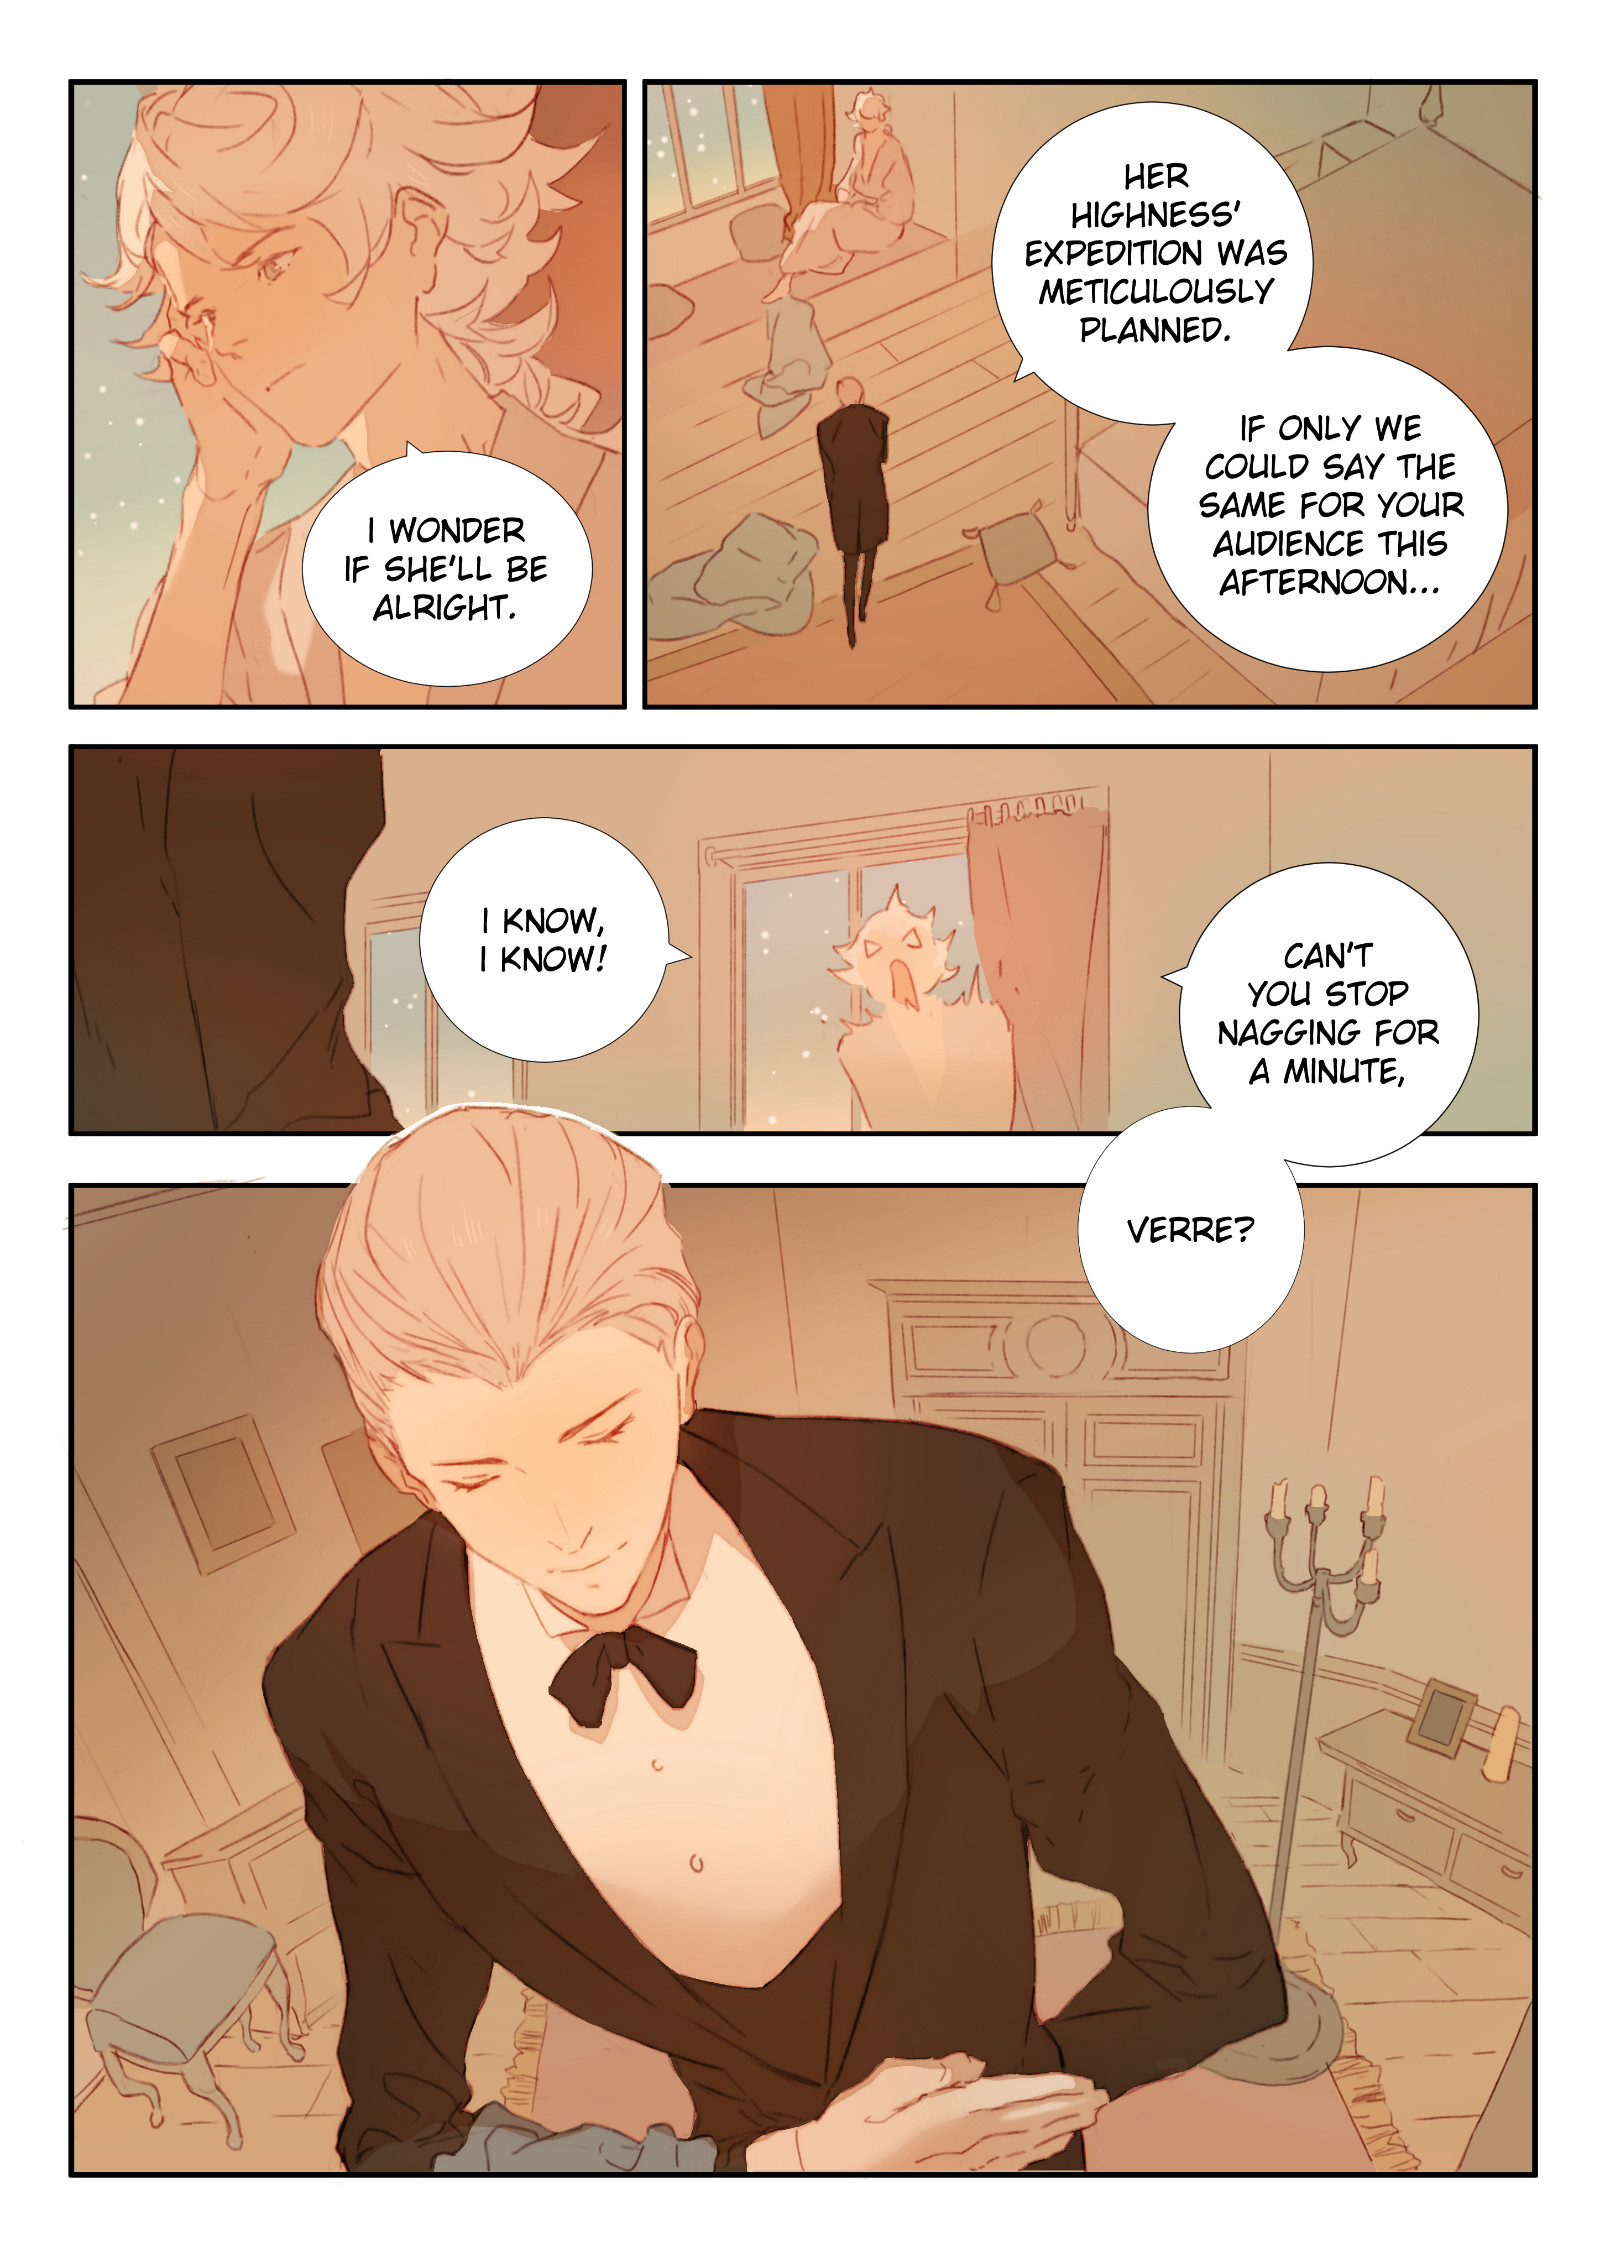 I WONDER
IF SHE'LL BE
ALRIGHT.
HER
HIGHNESS'
EXPEDITION WAS
METICULOUSLY
PLANNED.
IF ONLY WE
COULD SAY THE
SAME FOR YOUR
AUDIENCE THIS
AFTERNOON...
I KNOW,
I KNOW!
CAN'T
YOU STOP
NAGGING FOR
A MINUTE,
VERRE?